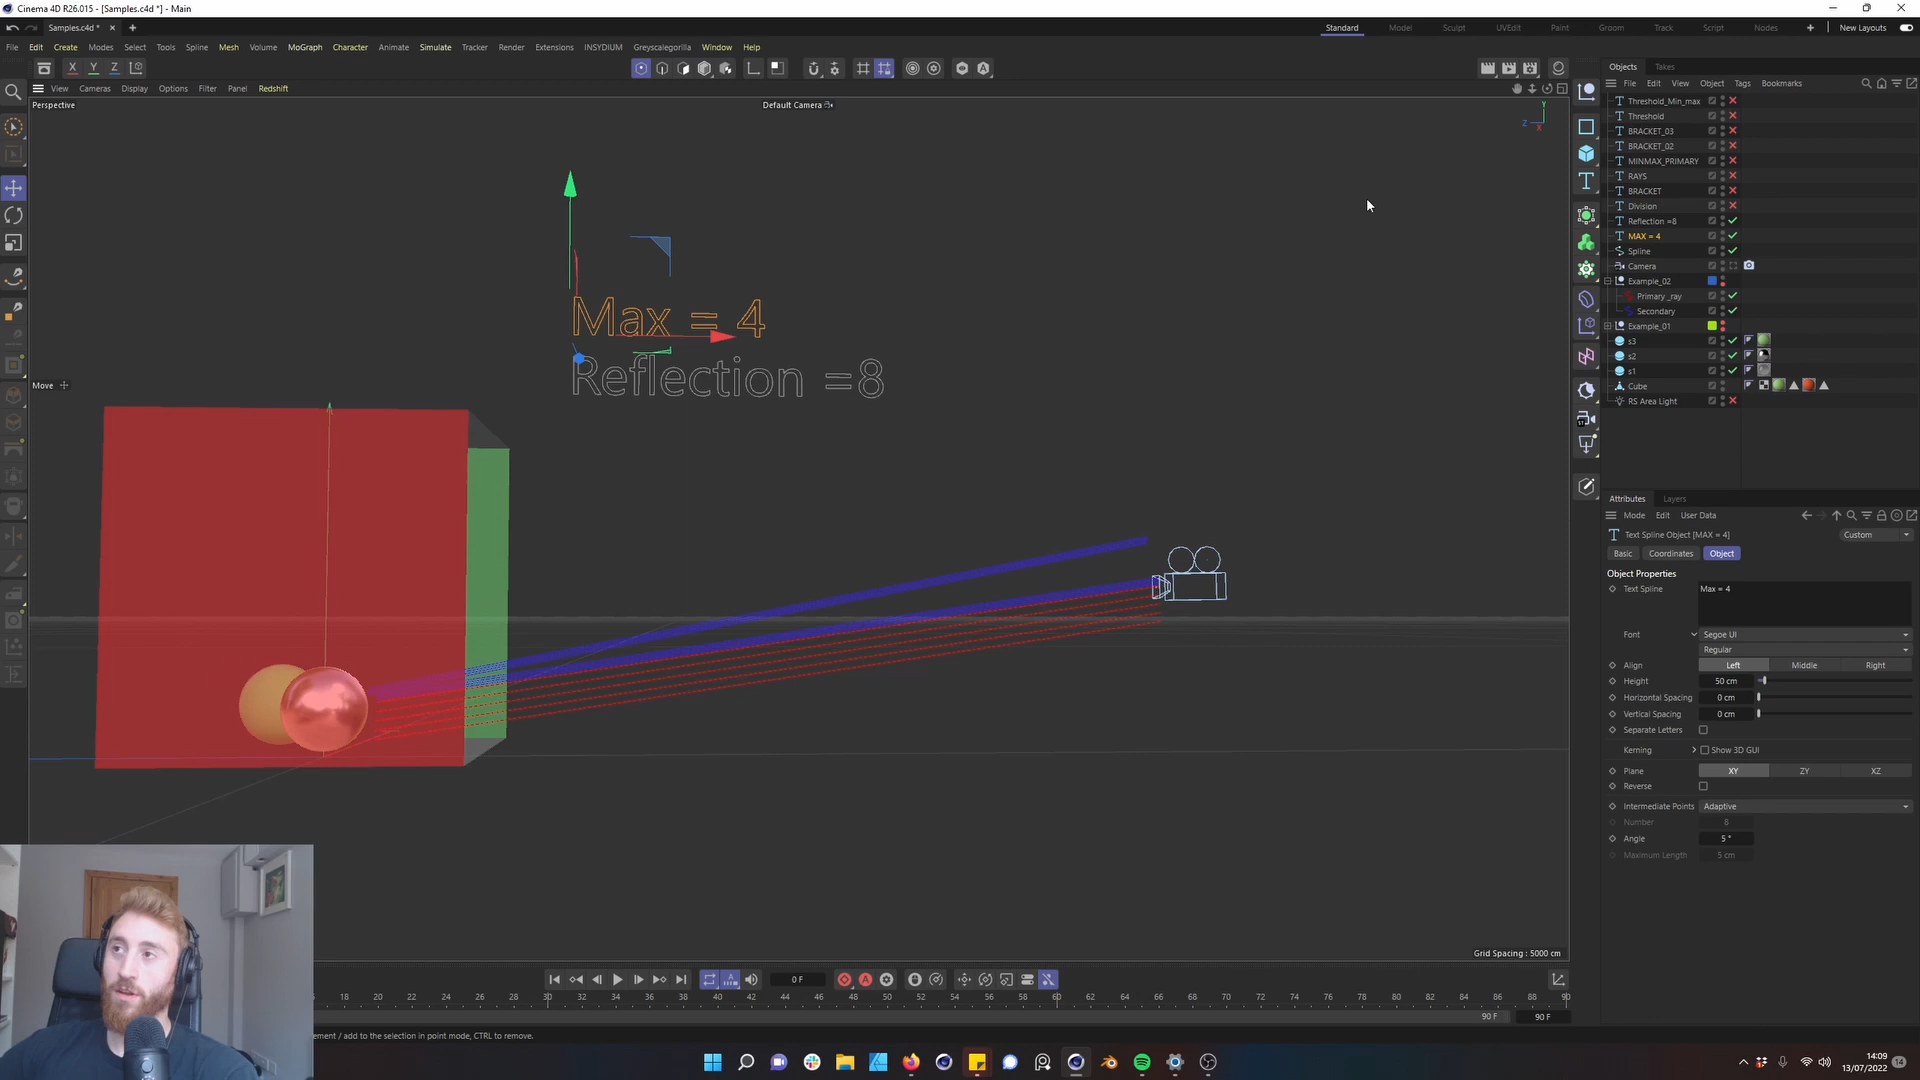 Cinema 4D R26.015 - [Samples.c4d *] - Main
Samples.c4d *
Standard Model Sculpt UVEdit Paint Groom Track Script Nodes New Layouts
File Edit Create Modes Select Tools Spline Mesh Volume MoGraph Character Animate Simulate Tracker Render Extensions INSYDIUM Greyscalegorilla Window Help
X Y Z
View Cameras Display Options Filter Panel Redshift
Perspective
Default Camera
Y
Z
X
Max = 4
Reflection =8
Move
Grid Spacing : 5000 cm
Objects Takes
File Edit View Object Tags Bookmarks
Threshold_Min_max
Threshold
BRACKET_03
BRACKET_02
MINMAX_PRIMARY
RAYS
BRACKET
Division
Reflection =8
MAX = 4
Spline
Camera
Example_02
Primary _ray
Secondary
Example_01
s3
s2
s1
Cube
RS Area Light
Attributes Layers
Mode Edit User Data
Text Spline Object [MAX = 4]
Custom
Basic Coordinates Object
Object Properties
Text Spline Max = 4
Font Segoe UI
Regular
Align Left Middle Right
Height 50 cm
Horizontal Spacing 0 cm
Vertical Spacing 0 cm
Separate Letters
Kerning Show 3D GUI
Plane XY ZY XZ
Reverse
Intermediate Points Adaptive
Number 8
Angle 5 °
Maximum Length 5 cm
0 F
18 20 22 24 26 28 30 32 34 36 38 40 42 44 46 48 50 52 54 56 58 60 62 64 66 68 70 72 74 76 78 80 82 84 86 88 90
90 F 90 F
ement / add to the selection in point mode, CTRL to remove.
14:09
13/07/2022